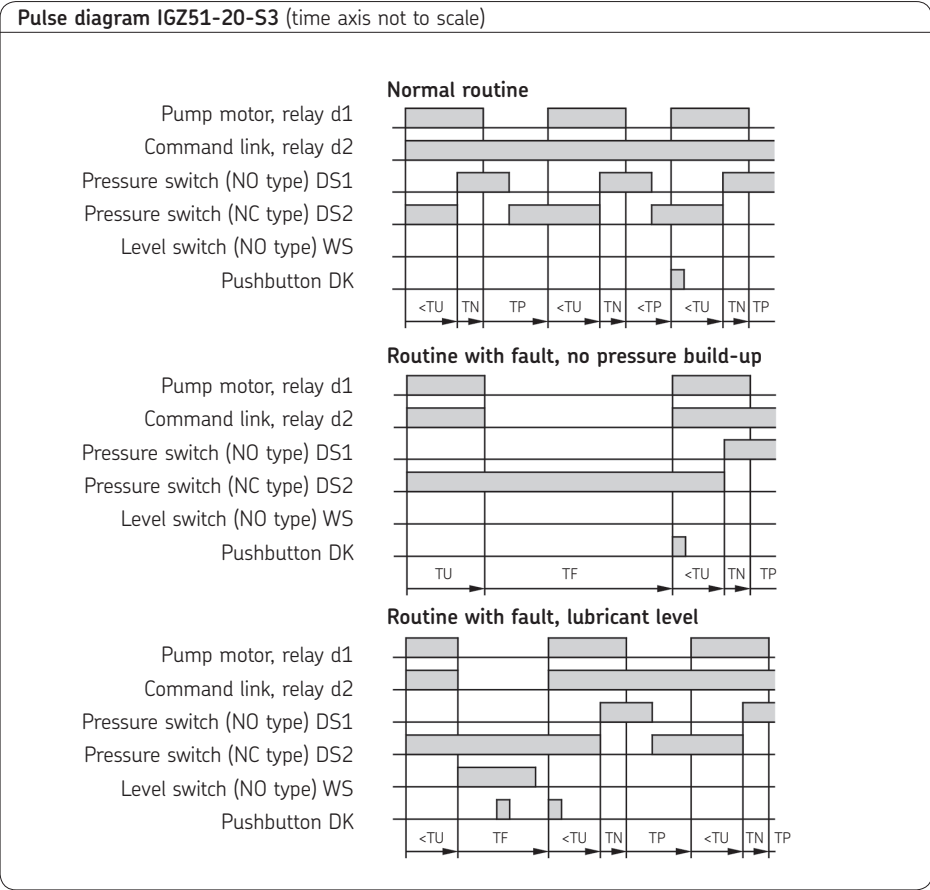 Pulse diagram IGZ51-20-S3 (time axis not to scale)
Normal routine
Pump motor, relay d1
Command link, relay d2
Pressure switch (NO type) DS1
Pressure switch (NC type) DS2
Level switch (NO type) WS
Pushbutton DK
<TU TN TP <TU TN <TP <TU TN TP
Routine with fault, no pressure build-up
Pump motor, relay d1
Command link, relay d2
Pressure switch (NO type) DS1
Pressure switch (NC type) DS2
Level switch (NO type) WS
Pushbutton DK
TU TF <TU TN TP
Routine with fault, lubricant level
Pump motor, relay d1
Command link, relay d2
Pressure switch (NO type) DS1
Pressure switch (NC type) DS2
Level switch (NO type) WS
Pushbutton DK
<TU TF <TU TN TP <TU TN TP